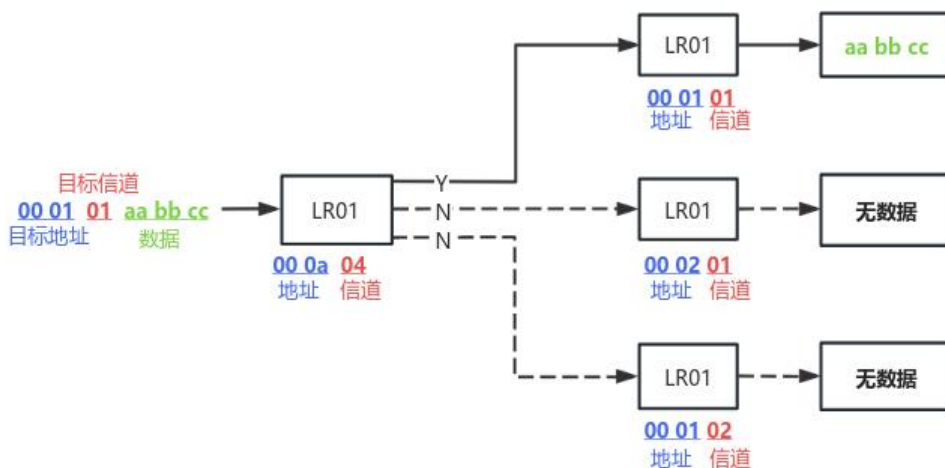 LR01
aa bb cc
00 01 01
地址 信道
目标信道
00 01 01 aa bb cc
目标地址 数据
LR01
00 0a 04
地址 信道
Y
N
N
LR01
无数据
00 02 01
地址 信道
LR01
无数据
00 01 02
地址 信道